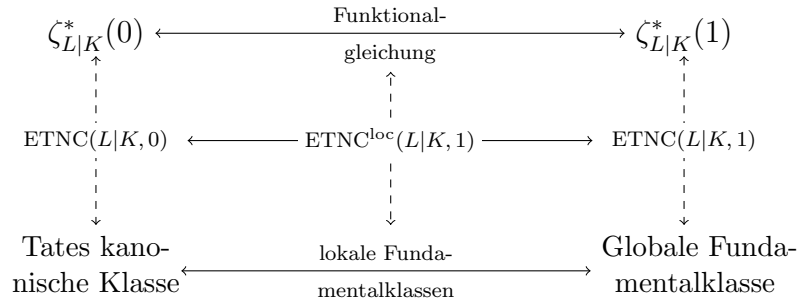 Funktional-
ζ*_{L|K}(0) ζ*_{L|K}(1)
gleichung
ETNC(L|K, 0) ETNC^{loc}(L|K, 1) ETNC(L|K, 1)
Tates kano- lokale Funda- Globale Funda-
nische Klasse mentalklassen mentalklasse